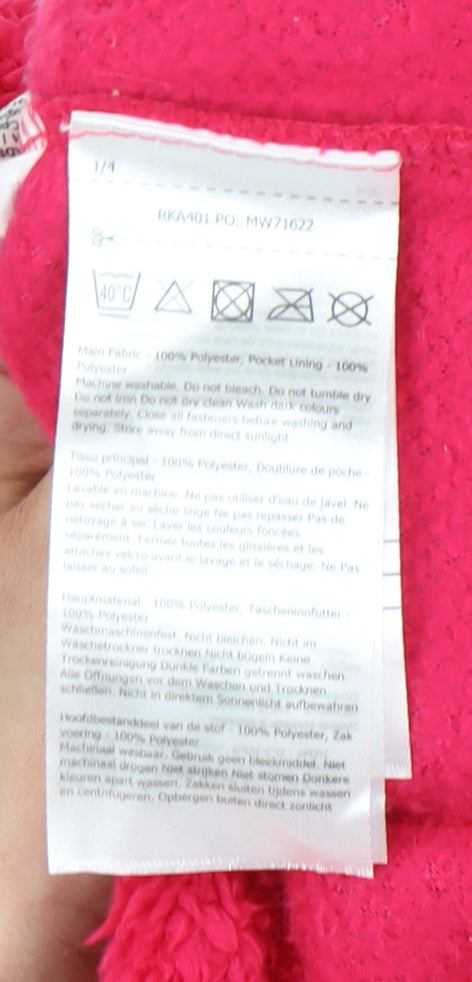 1/4
RKA401 PO: MW71622
40°C
Main Fabric - 100% Polyester, Pocket Lining - 100%
Polyester
Machine washable. Do not bleach. Do not tumble dry
Do not iron Do not dry clean Wash dark colours
separately. Close all fasteners before washing and
drying. Store away from direct sunlight
Tissu principal - 100% Polyester, Doublure de poche -
100% Polyester
Lavable en machine. Ne pas utiliser d'eau de Javel. Ne
pas sécher au sèche linge Ne pas repasser Pas de
netoyage à sec Laver les couleurs foncées
séparément. Fermer toutes les glissières et les
attaches velcro avant le lavage et le séchage. Ne Pas
laisser au soleil
Hauptmaterial - 100% Polyester, Tascheninnfutter -
100% Polyester
Waschmaschinenfest. Nicht bleichen. Nicht im
Waschetrockner trocknen Nicht bügeln Keine
Trockenreinigung Dunkle Farben getrennt waschen.
Alle Öffnungen vor dem Waschen und Trocknen
schließen. Nicht in direktem Sonnenlicht aufbewahren
Hoofdbestanddeel van de stof - 100% Polyester, Zak
voering - 100% Polyester
Machinaal wasbaar. Gebruik geen bleekmiddel. Niet
machinaal drogen Niet strijken Niet stomen Donkere
kleuren apart wassen. Zakken sluiten tijdens wassen
en centrifugeren. Opbergen buiten direct zonlicht